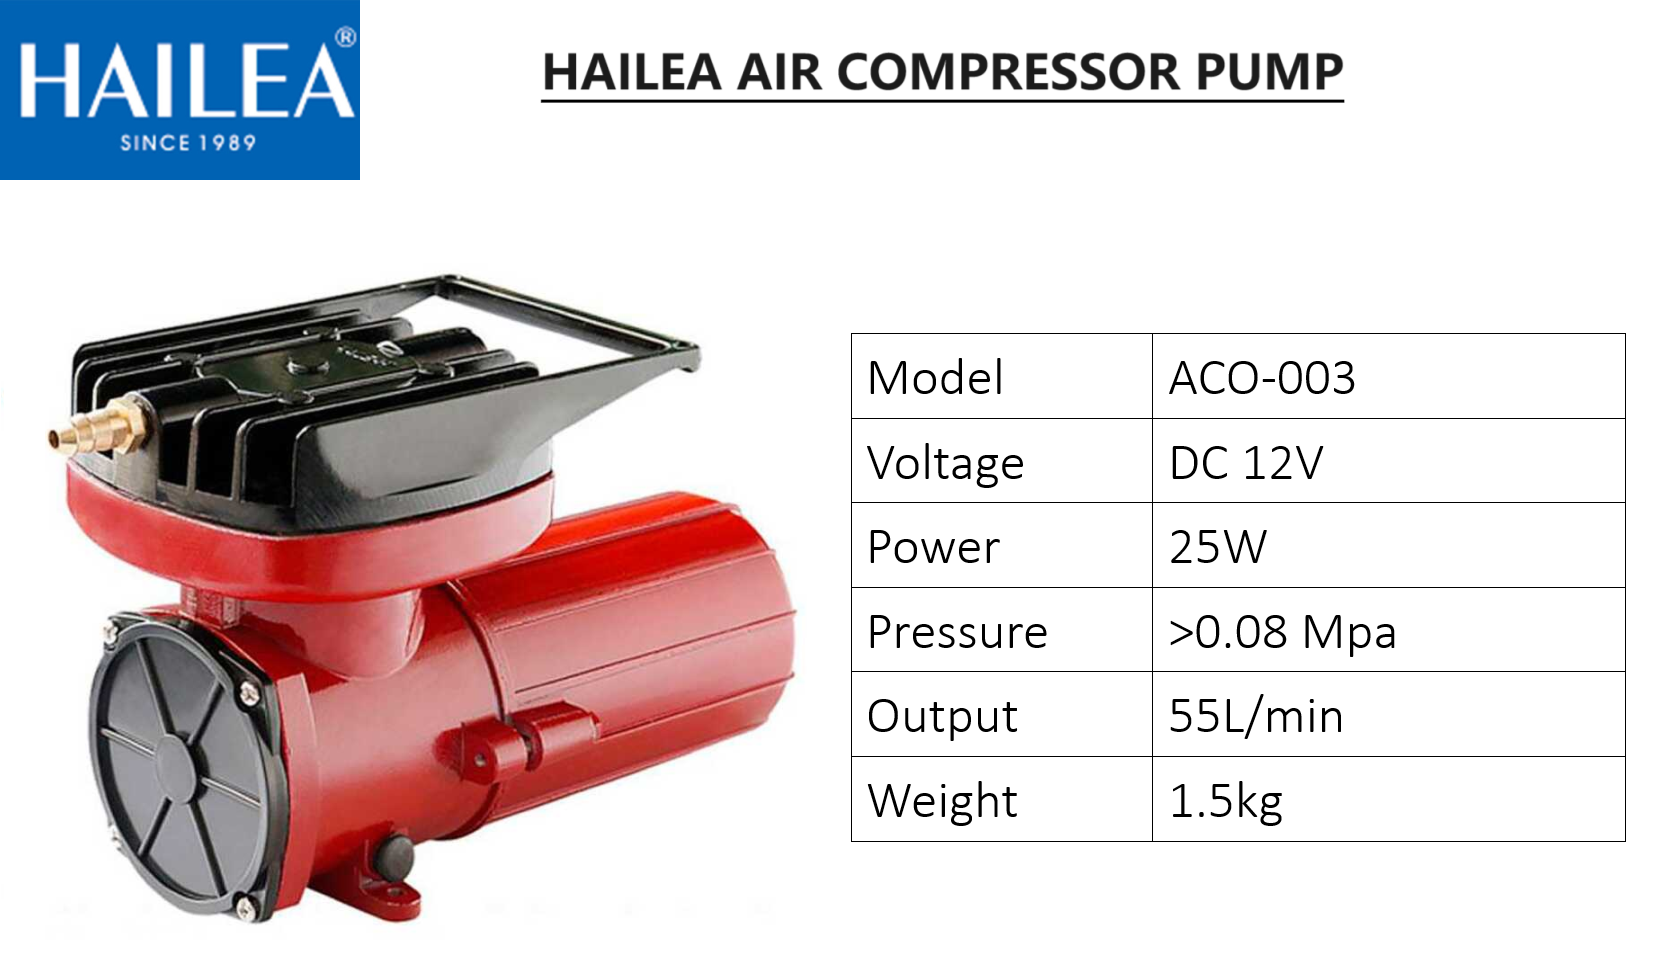 HAILEA®
SINCE 1989
HAILEA AIR COMPRESSOR PUMP
Model ACO-003
Voltage DC 12V
Power 25W
Pressure >0.08 Mpa
Output 55L/min
Weight 1.5kg